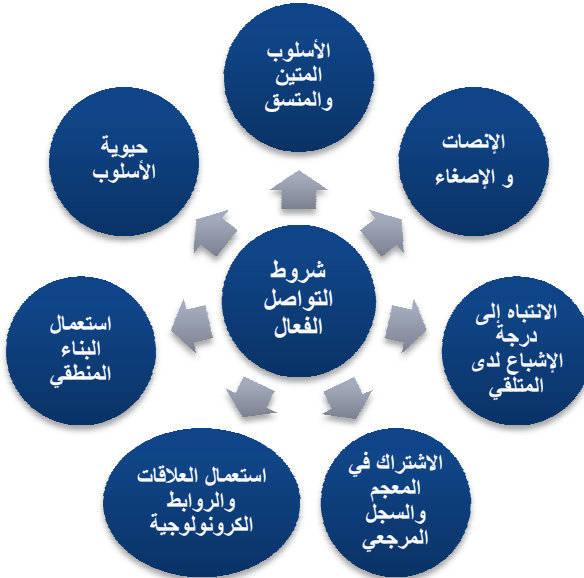 شروط
التواصل
الفعال
الأسلوب
المتين
والمتسق
الإنصات
و الإصغاء
الانتباه إلى
درجة
الإشباع لدى
المتلقي
الاشتراك في
المعجم
والسجل
المرجعي
استعمال العلاقات
والروابط
الكرونولوجية
استعمال
البناء
المنطقي
حيوية
الأسلوب